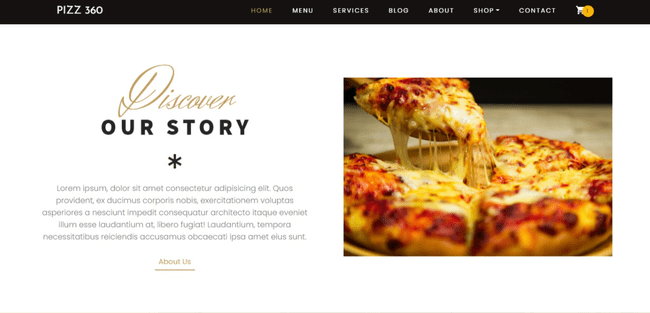 PIZZ 360 HOME MENU SERVICES BLOG ABOUT SHOP CONTACT
Discover
OUR STORY
Lorem ipsum, dolor sit amet consectetur adipisicing elit. Quos
provident, ex ducimus corporis nobis, exercitationem voluptas
asperiores a nesciunt impedit consequatur architecto itaque eveniet
illum esse laudantium at, libero fugiat! Laudantium, tempora
necessitatibus reiciendis accusamus obcaecati ipsa amet eius sunt.
About Us